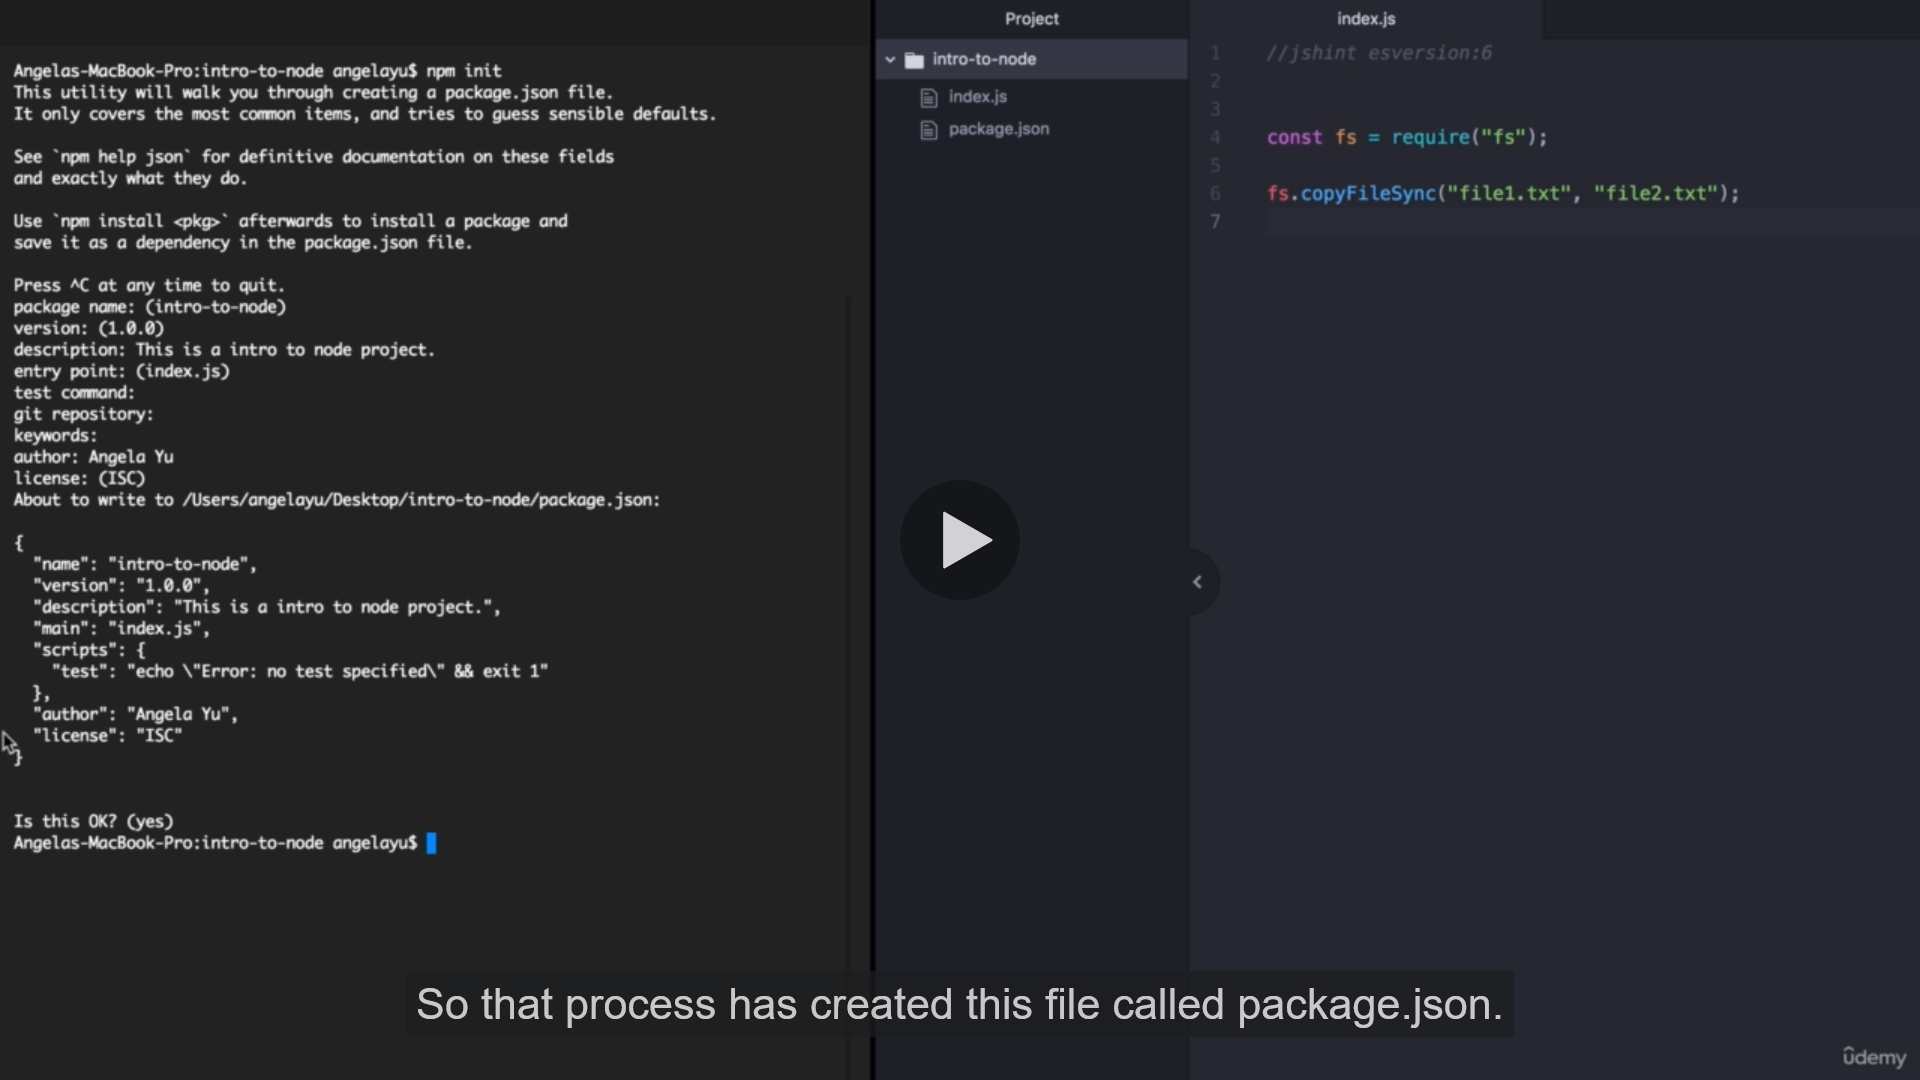 Angelas-MacBook-Pro:intro-to-node angelayu$ npm init
This utility will walk you through creating a package.json file.
It only covers the most common items, and tries to guess sensible defaults.
See `npm help json` for definitive documentation on these fields
and exactly what they do.
Use `npm install <pkg>` afterwards to install a package and
save it as a dependency in the package.json file.
Press ^C at any time to quit.
package name: (intro-to-node)
version: (1.0.0)
description: This is a intro to node project.
entry point: (index.js)
test command:
git repository:
keywords:
author: Angela Yu
license: (ISC)
About to write to /Users/angelayu/Desktop/intro-to-node/package.json:
{
  "name": "intro-to-node",
  "version": "1.0.0",
  "description": "This is a intro to node project.",
  "main": "index.js",
  "scripts": {
    "test": "echo \"Error: no test specified\" && exit 1"
  },
  "author": "Angela Yu",
  "license": "ISC"
}
Is this OK? (yes)
Angelas-MacBook-Pro:intro-to-node angelayu$
Project
intro-to-node
index.js
package.json
index.js
1 //jshint esversion:6
2
3
4 const fs = require("fs");
5
6 fs.copyFileSync("file1.txt", "file2.txt");
7
So that process has created this file called package.json.
ûdemy